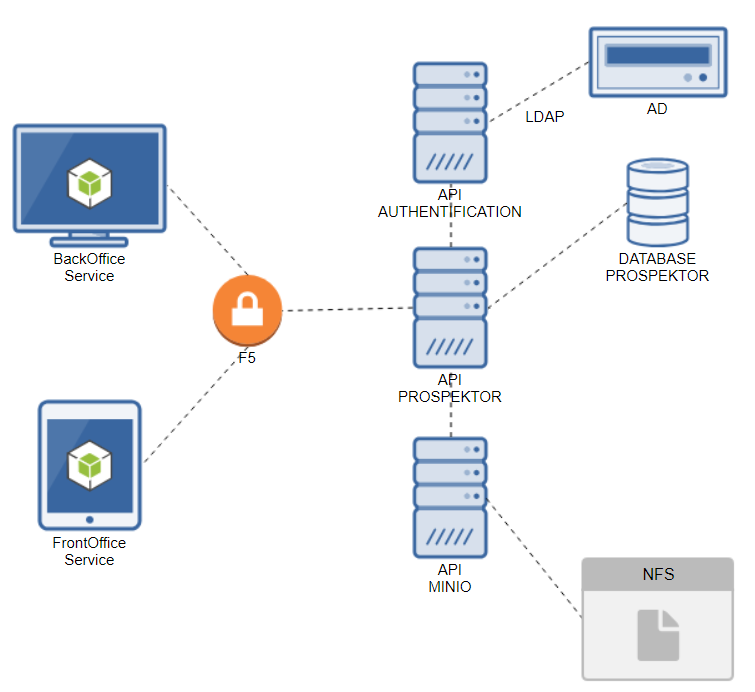 AD
LDAP
API
AUTHENTIFICATION
BackOffice
Service
DATABASE
PROSPEKTOR
F5
API
PROSPEKTOR
FrontOffice
Service
API
MINIO
NFS